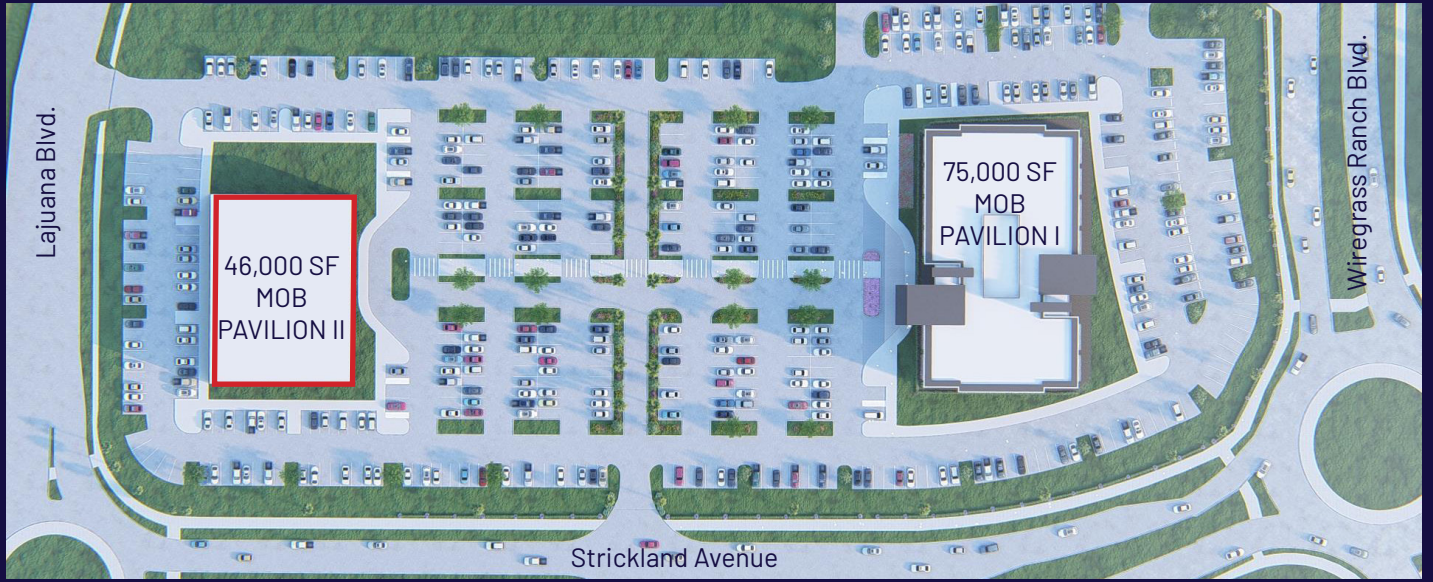 Lajuana Blvd.
46,000 SF
MOB
PAVILION II
75,000 SF
MOB
PAVILION I
Wiregrass Ranch Blvd.
Strickland Avenue